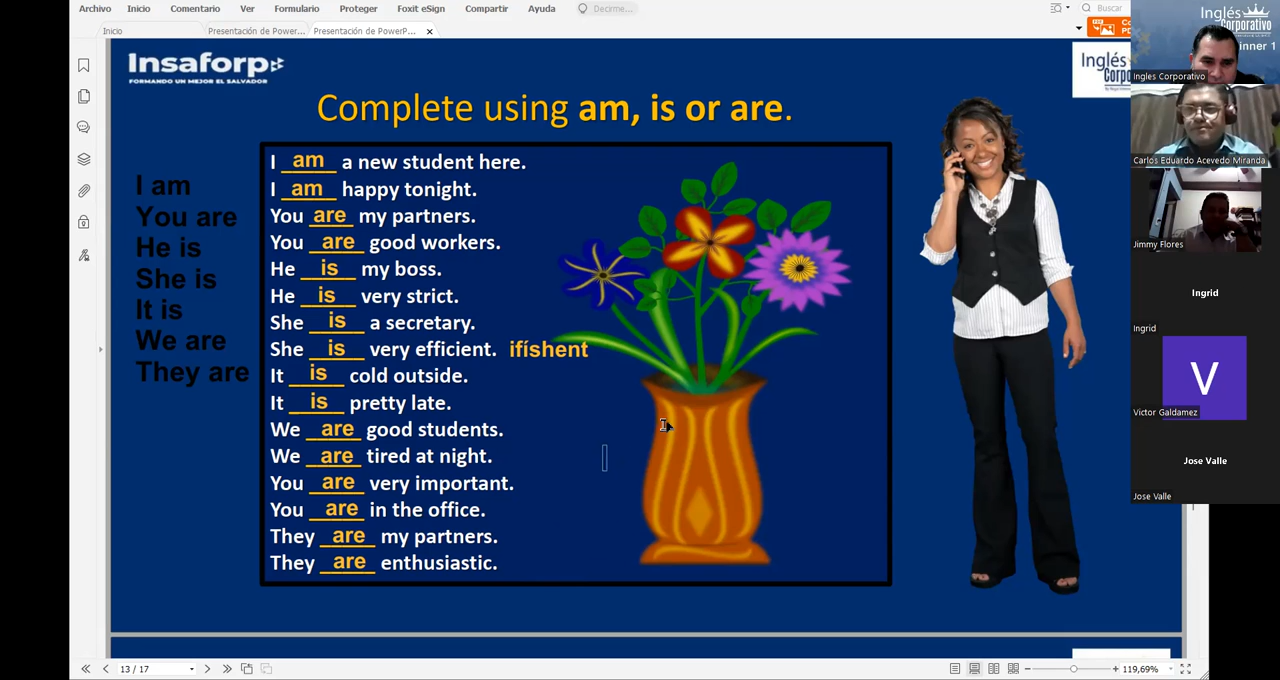 Archivo Inicio Comentario Ver Formulario Proteger Foxit eSign Compartir Ayuda Decirme... Buscar
Inicio Presentación de Power... Presentación de PowerP...
Insaforp
FORMANDO UN MEJOR EL SALVADOR
Inglés
Complete using am, is or are.
I am
You are
He is
She is
It is
We are
They are
I am a new student here.
I am happy tonight.
You are my partners.
You are good workers.
He is my boss.
He is very strict.
She is a secretary.
She is very efficient. ifíshent
It is cold outside.
It is pretty late.
We are good students.
We are tired at night.
You are very important.
You are in the office.
They are my partners.
They are enthusiastic.
Inglés
Corporativo
Ingles Corporativo
Carlos Eduardo Acevedo Miranda
Jimmy Flores
Ingrid
Ingrid
V
Víctor Galdamez
Jose Valle
Jose Valle
13 / 17
119,69%